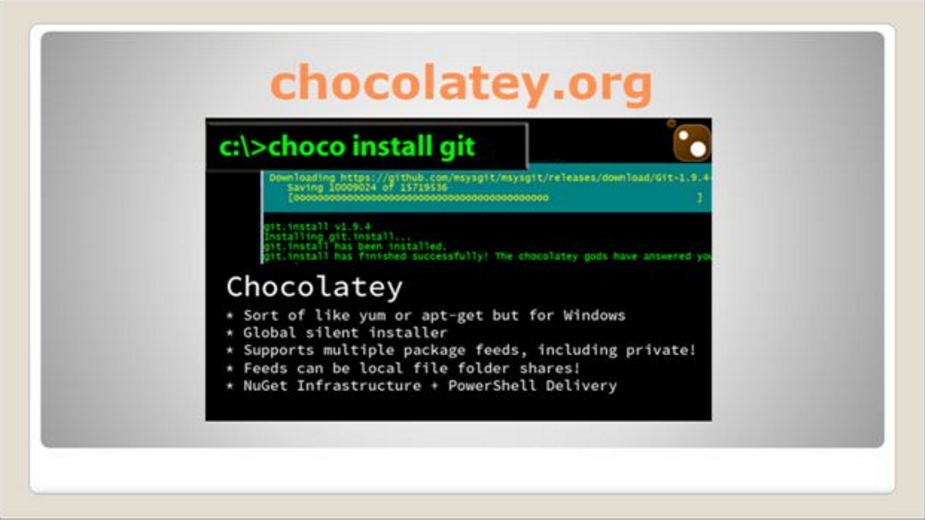 chocolatey.org
c:\>choco install git
Downloading https://github.com/msysgit/msysgit/releases/download/Git-1.9.4-
Saving 10009024 of 15719536
[oooooooooooooooooooooooooooooooooooooooooooooo ]
git.install v1.9.4
Installing git.install...
git.install has been installed.
git.install has finished successfully! The chocolatey gods have answered you
Chocolatey
* Sort of like yum or apt-get but for Windows
* Global silent installer
* Supports multiple package feeds, including private!
* Feeds can be local file folder shares!
* NuGet Infrastructure + PowerShell Delivery